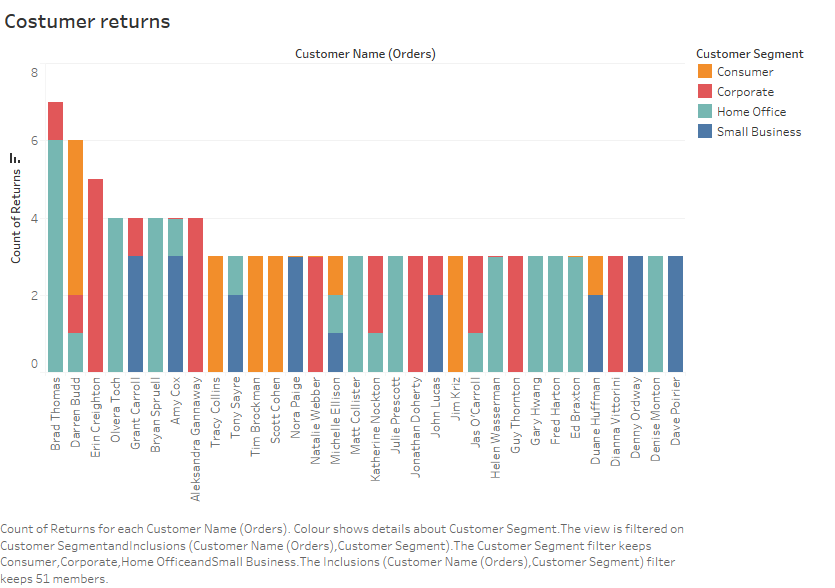 Costumer returns
Customer Name (Orders)
Customer Segment
Consumer
Corporate
Home Office
Small Business
Count of Returns
8
6
4
2
0
Brad Thomas
Darren Budd
Erin Creighton
Olvera Toch
Grant Carroll
Bryan Spruell
Amy Cox
Aleksandra Gannaway
Tracy Collins
Tony Sayre
Tim Brockman
Scott Cohen
Nora Paige
Natalie Webber
Michelle Ellison
Matt Collister
Katherine Nockton
Julie Prescott
Jonathan Doherty
John Lucas
Jim Kriz
Jas O'Carroll
Helen Wasserman
Guy Thornton
Gary Hwang
Fred Harton
Ed Braxton
Duane Huffman
Dianna Vittorini
Denny Ordway
Denise Monton
Dave Poirier
Count of Returns for each Customer Name (Orders). Colour shows details about Customer Segment.The view is filtered on
Customer SegmentandInclusions (Customer Name (Orders),Customer Segment).The Customer Segment filter keeps
Consumer,Corporate,Home OfficeandSmall Business.The Inclusions (Customer Name (Orders),Customer Segment) filter
keeps 51 members.